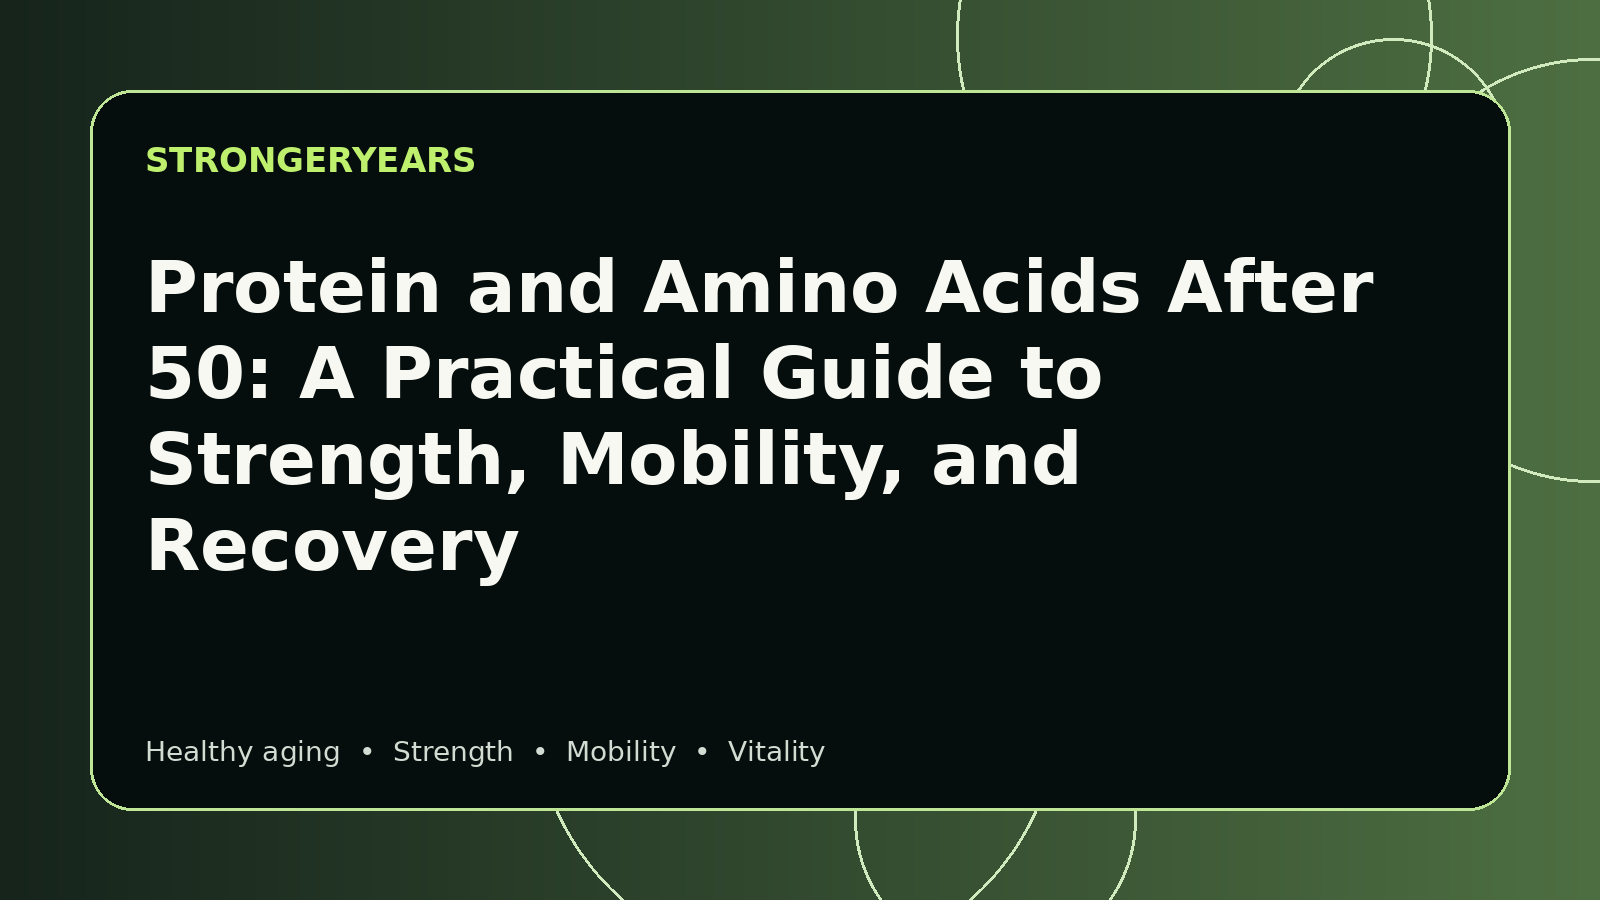 STRONGERYEARS
Protein and Amino Acids After
50: A Practical Guide to
Strength, Mobility, and
Recovery
Healthy aging • Strength • Mobility • Vitality